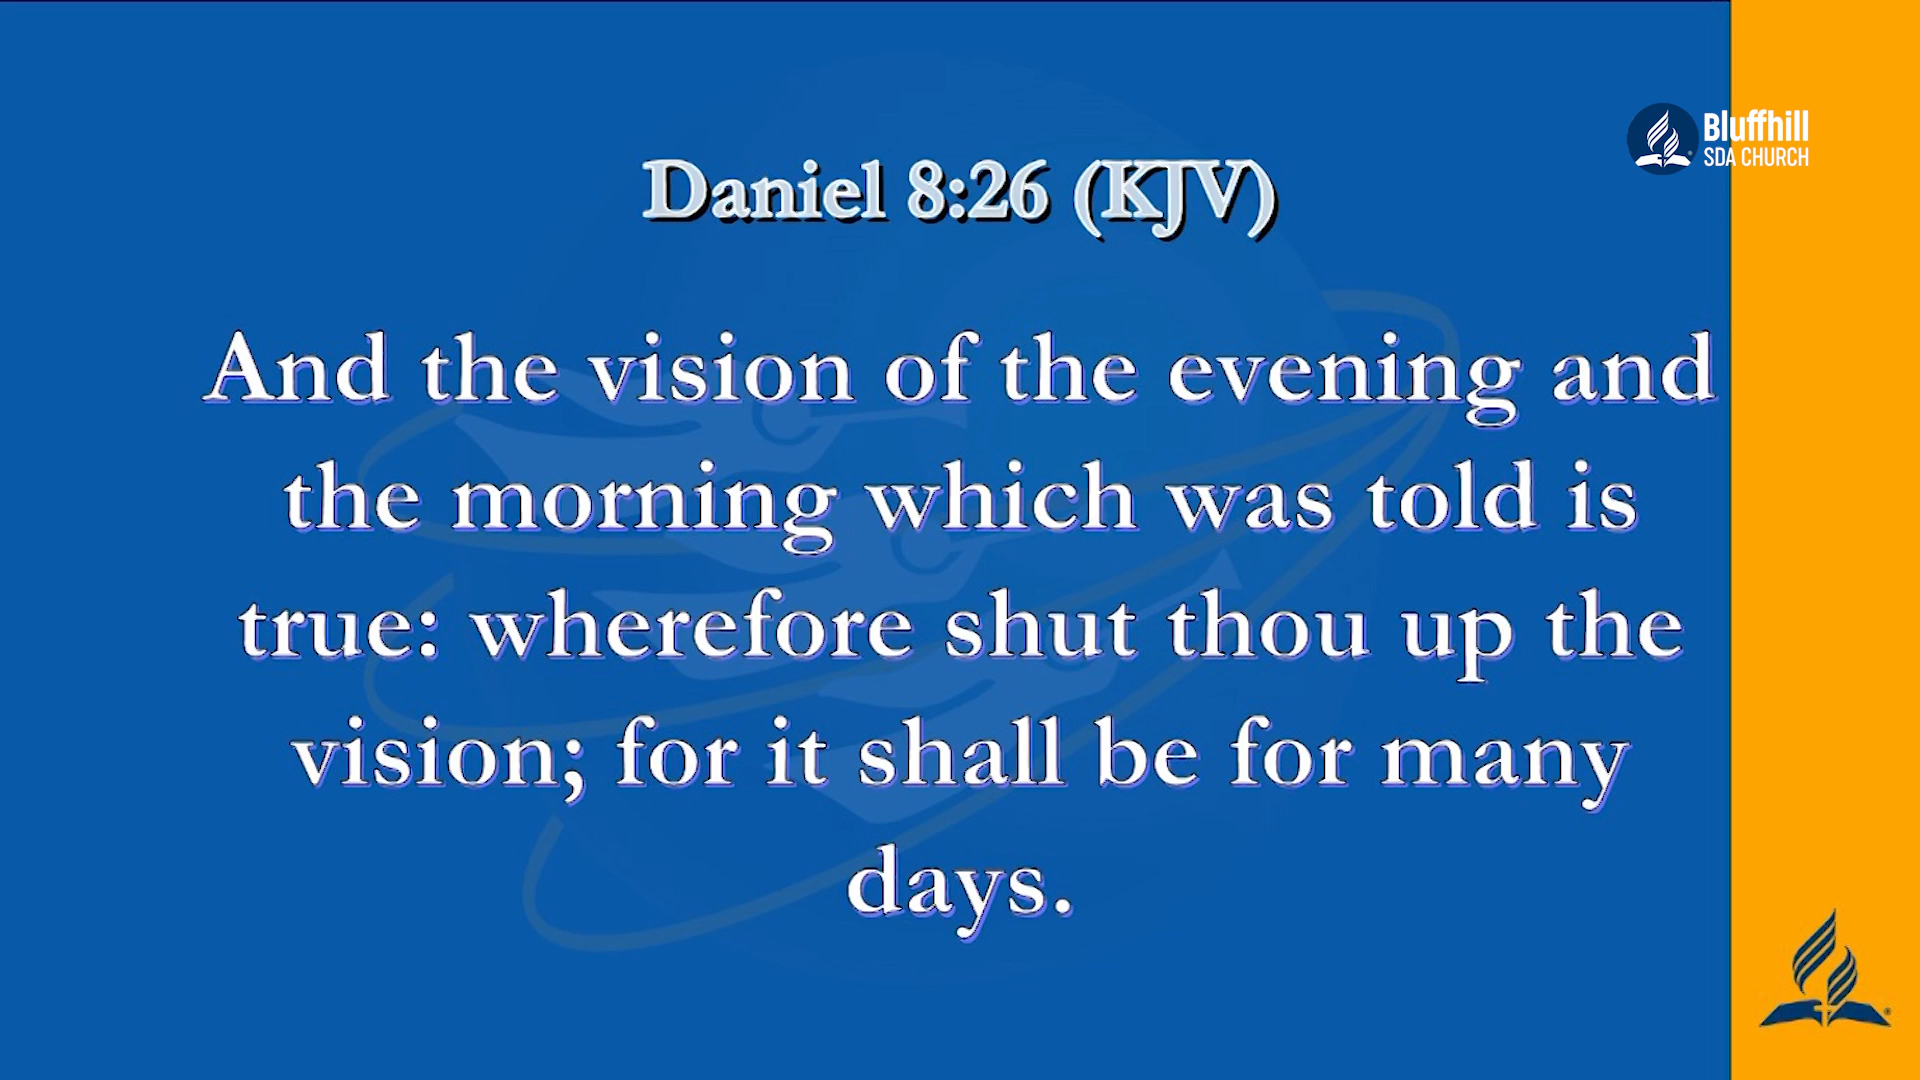 Bluffhill
SDA CHURCH
Daniel 8:26 (KJV)
And the vision of the evening and
the morning which was told is
true: wherefore shut thou up the
vision; for it shall be for many
days.